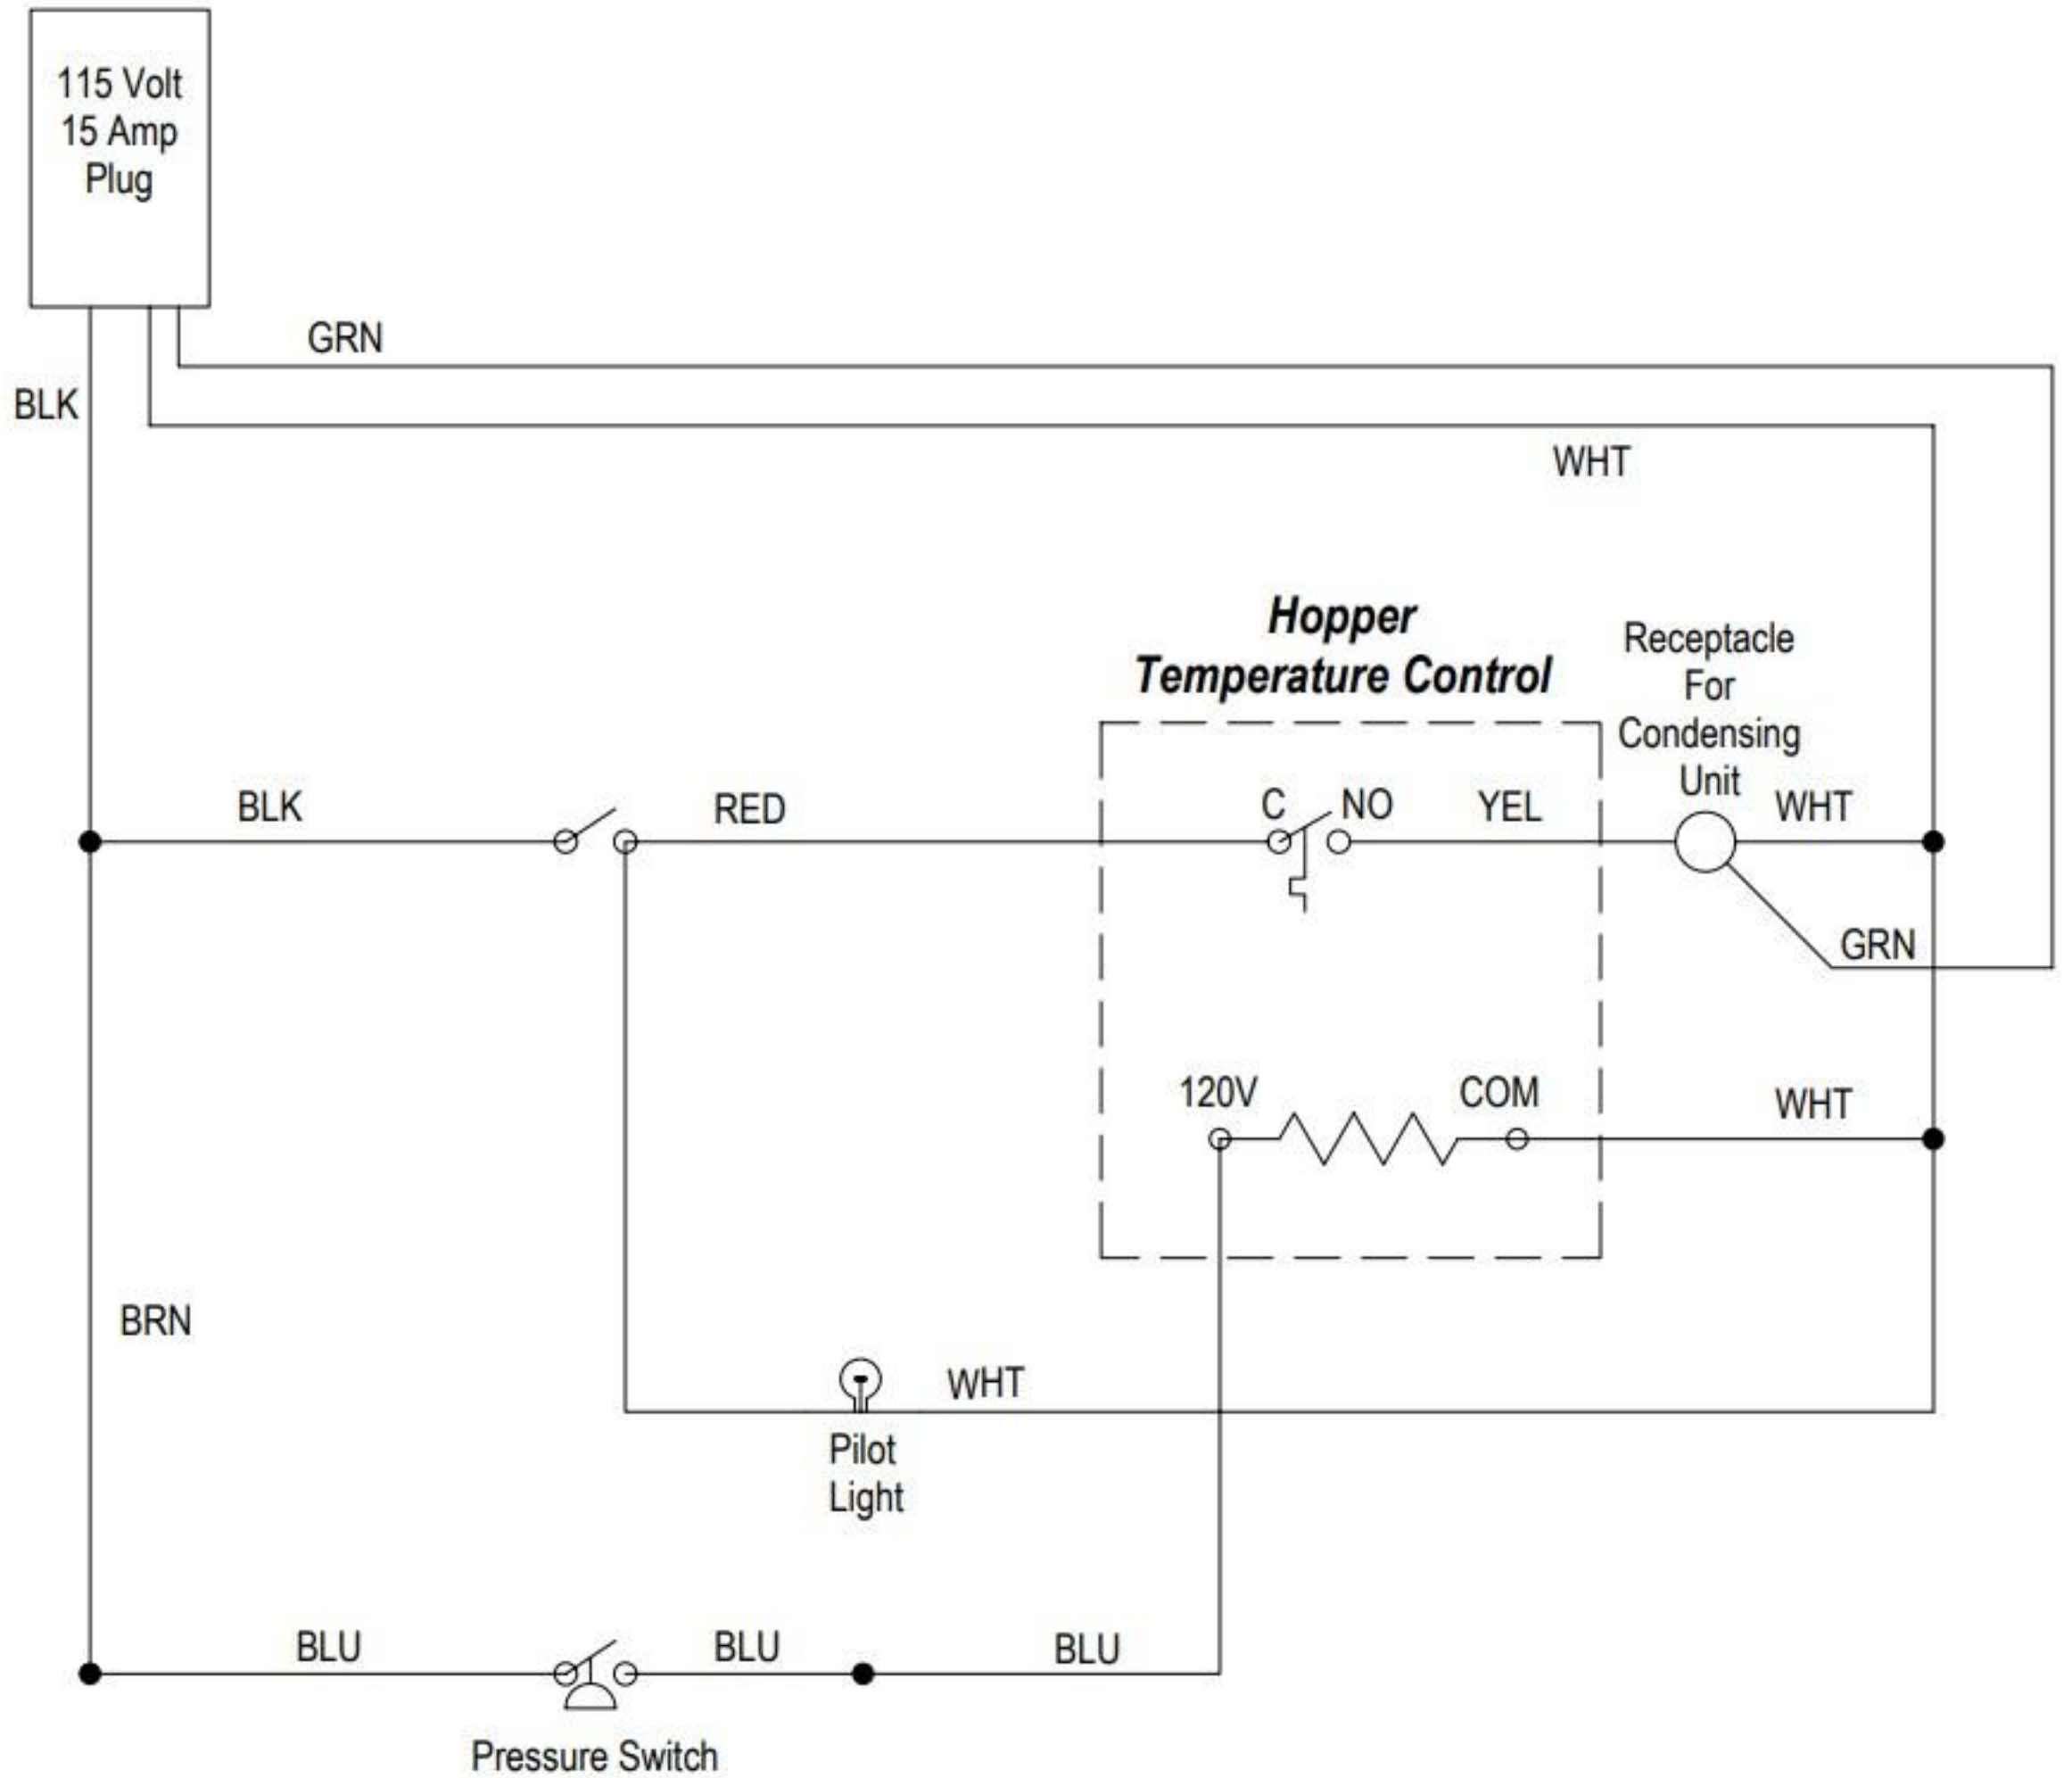 115 Volt
15 Amp
Plug
GRN
BLK
WHT
Hopper
Temperature Control
Receptacle
For
Condensing
Unit
BLK
RED
C
NO
YEL
WHT
GRN
120V
COM
WHT
BRN
WHT
Pilot
Light
BLU
BLU
BLU
Pressure Switch